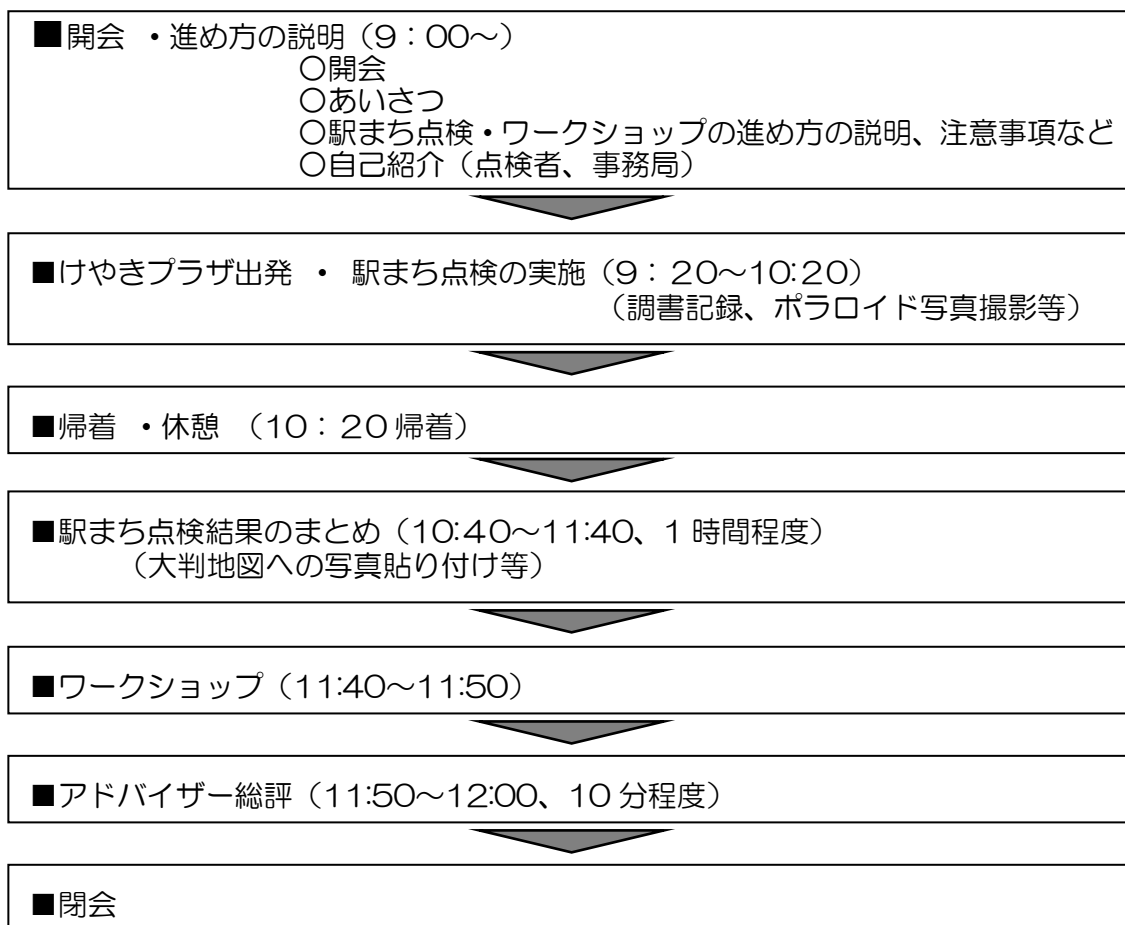 ■開会 ・進め方の説明（9：00～）
○開会
○あいさつ
○駅まち点検・ワークショップの進め方の説明、注意事項など
○自己紹介（点検者、事務局）
■けやきプラザ出発 ・ 駅まち点検の実施（9：20～10:20）
（調書記録、ポラロイド写真撮影等）
■帰着 ・休憩 （10：20帰着）
■駅まち点検結果のまとめ（10:40～11:40、1時間程度）
（大判地図への写真貼り付け等）
■ワークショップ（11:40～11:50）
■アドバイザー総評（11:50～12:00、10分程度）
■閉会